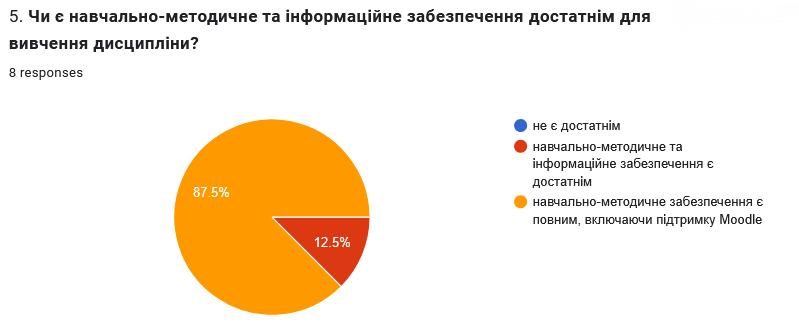 5. Чи є навчально-методичне та інформаційне забезпечення достатнім для
вивчення дисципліни?
8 responses
87.5%
12.5%
не є достатнім
навчально-методичне та
інформаційне забезпечення є
достатнім
навчально-методичне забезпечення є
повним, включаючи підтримку Moodle